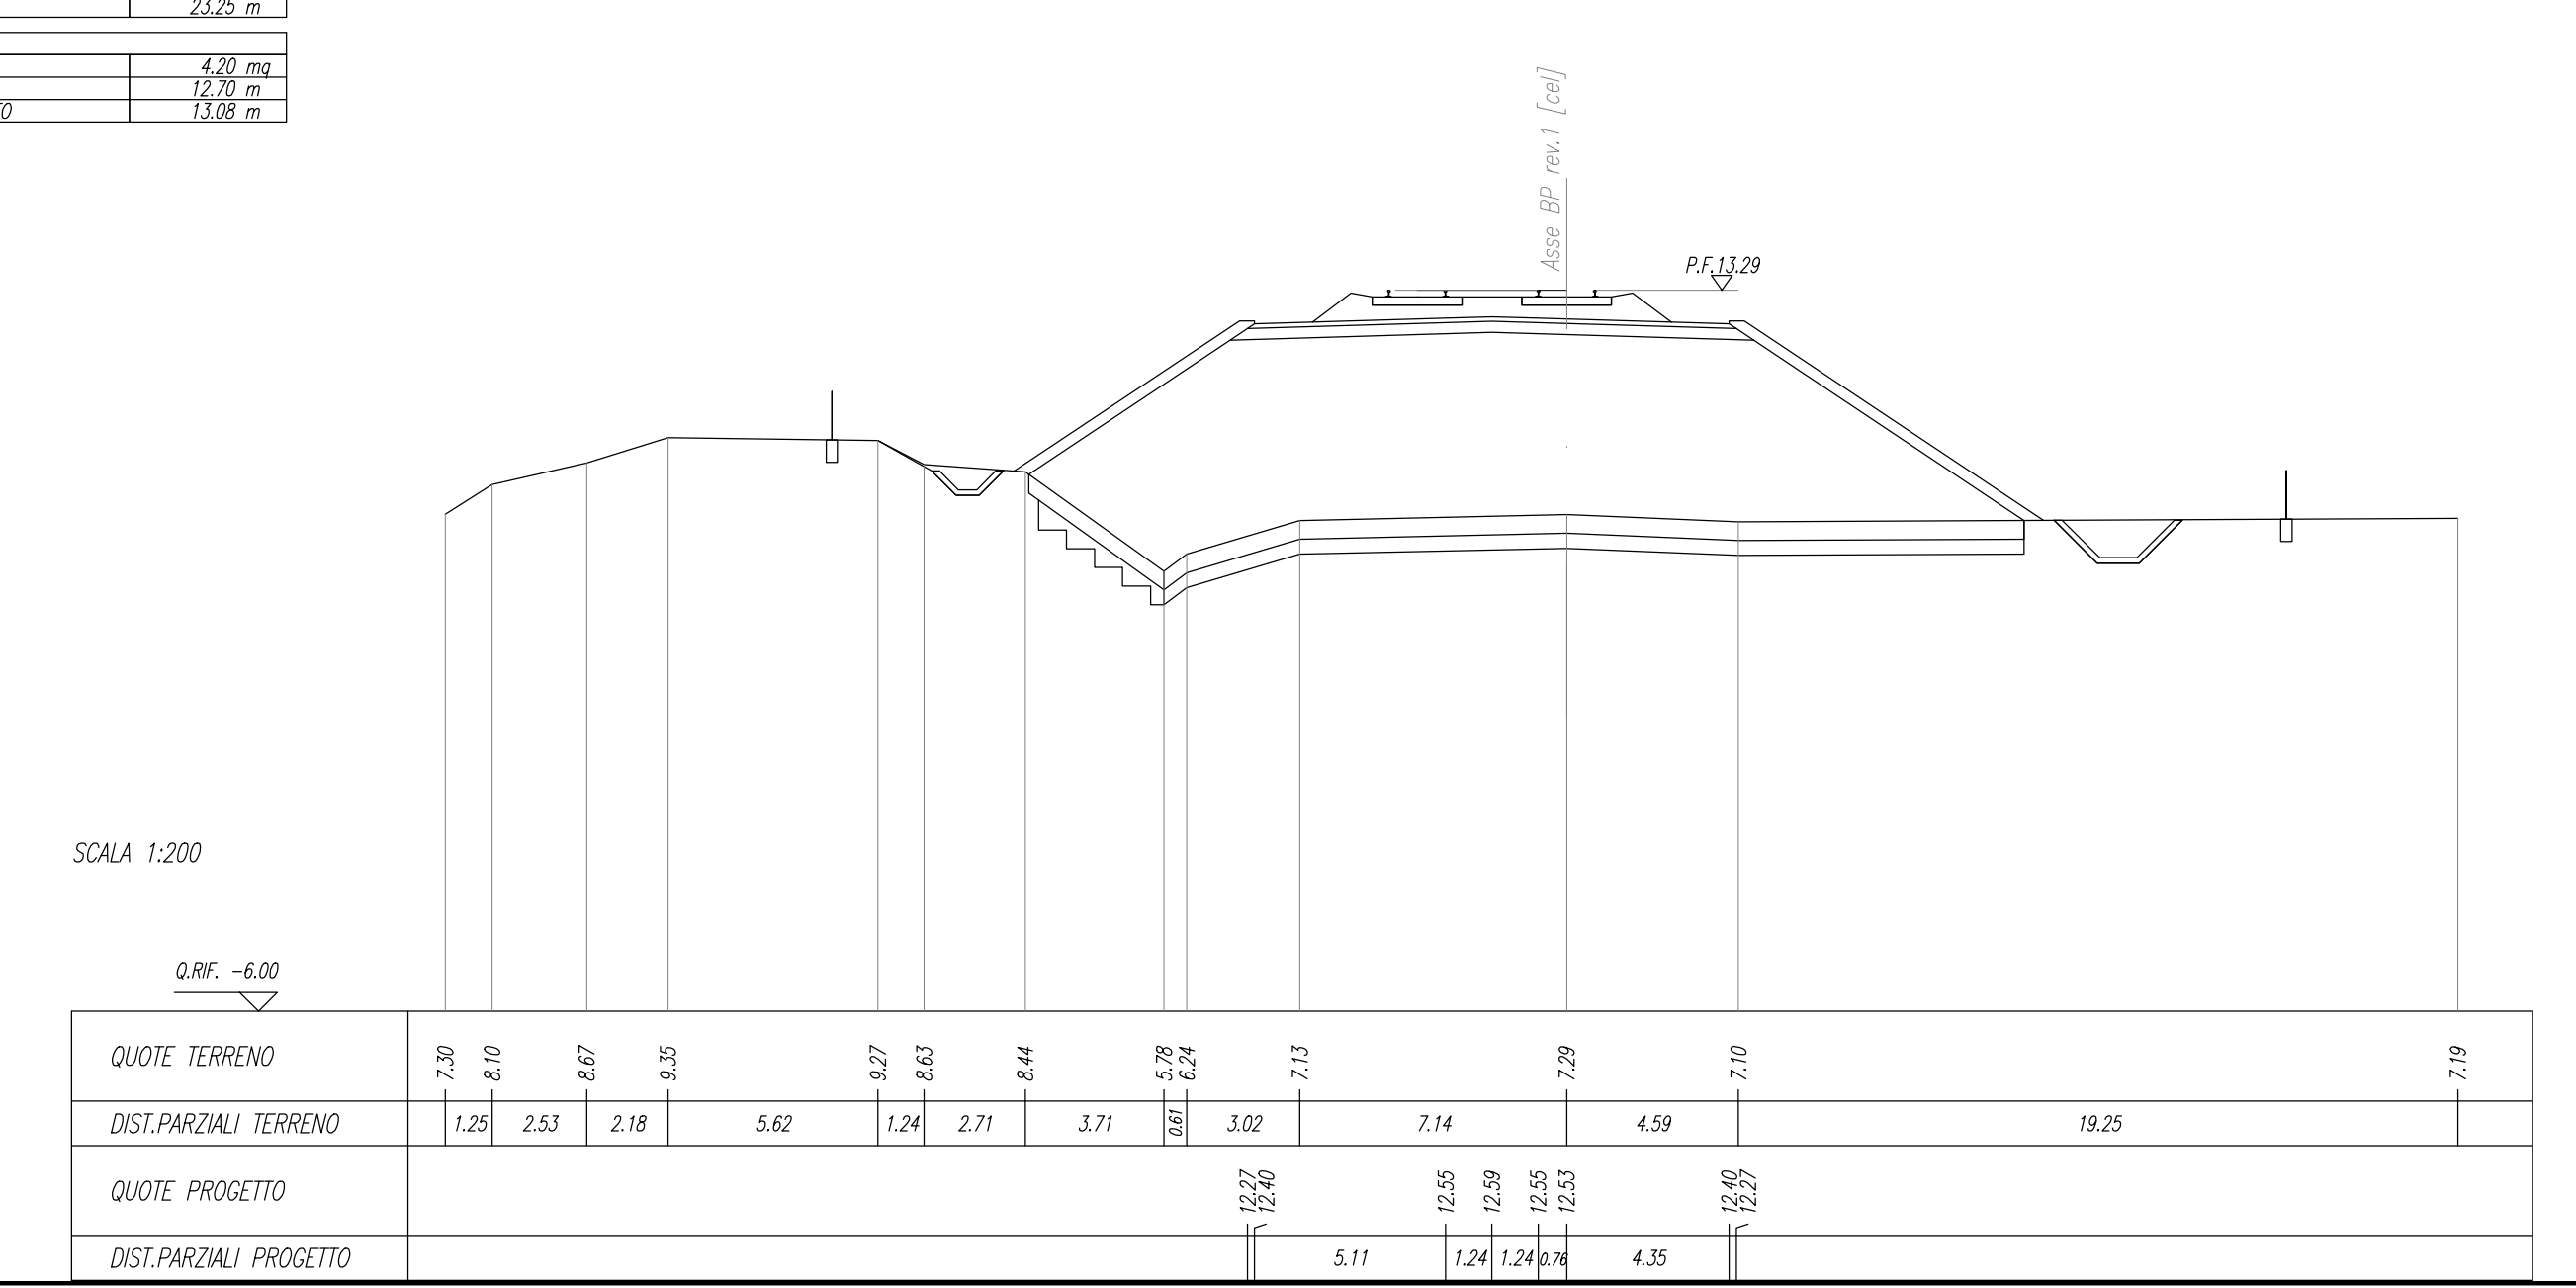 23.25 m
4.20 mq
12.70 m
TO 13.08 m
Asse BP rev.1 [cel]
P.F.13.29
SCALA 1:200
Q.RIF. -6.00
QUOTE TERRENO 7.30 8.10 8.67 9.35 9.27 8.63 8.44 5.78 6.24 7.13 7.29 7.10 7.19
DIST.PARZIALI TERRENO 1.25 2.53 2.18 5.62 1.24 2.71 3.71 0.61 3.02 7.14 4.59 19.25
QUOTE PROGETTO 12.27 12.40 12.55 12.59 12.55 12.53 12.40 12.27
DIST.PARZIALI PROGETTO 5.11 1.24 1.24 0.76 4.35